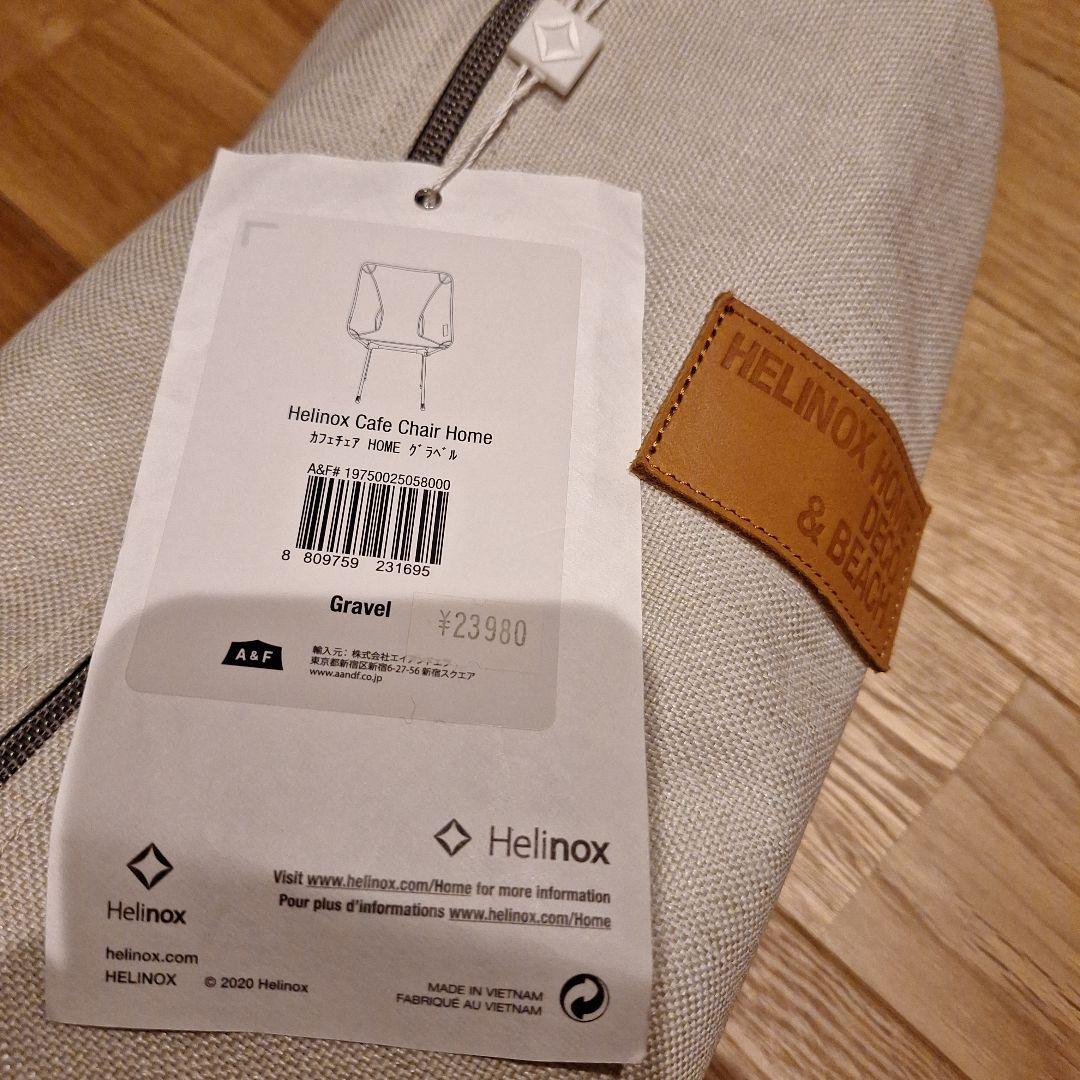 Helinox Cafe Chair Home
ｶﾌｪﾁｪｱ HOME ｸﾞﾗﾍﾞﾙ
A&F# 19750025058000
8 809759 231695
Gravel
¥23980
A&F
輸入元：株式会社エイアンドエフ
東京都新宿区新宿6-27-56 新宿スクエア
www.aandf.co.jp
Helinox
Visit www.helinox.com/Home for more information
Pour plus d'informations www.helinox.com/Home
Helinox
helinox.com
HELINOX © 2020 Helinox
MADE IN VIETNAM
FABRIQUÉ AU VIETNAM
HELINOX HOME
DECK
& BEACH